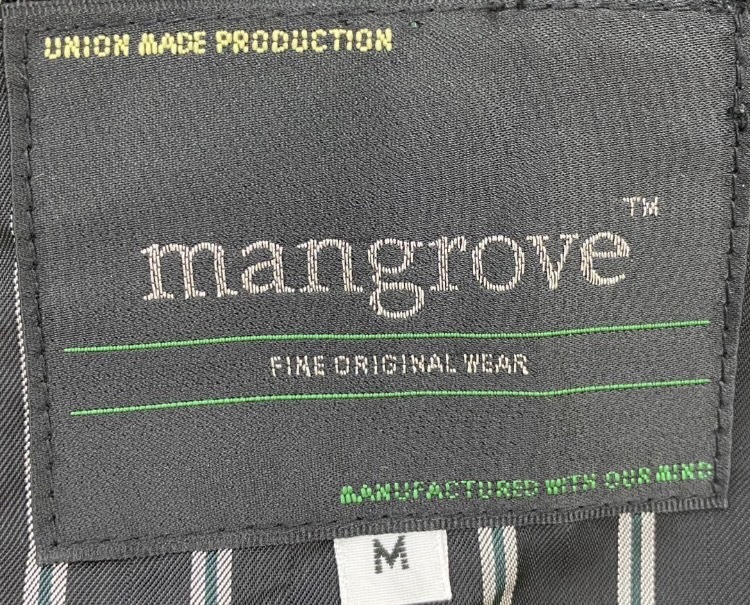 UNION MADE PRODUCTION
mangrove™
FINE ORIGINAL WEAR
MANUFACTURED WITH OUR MIND
M